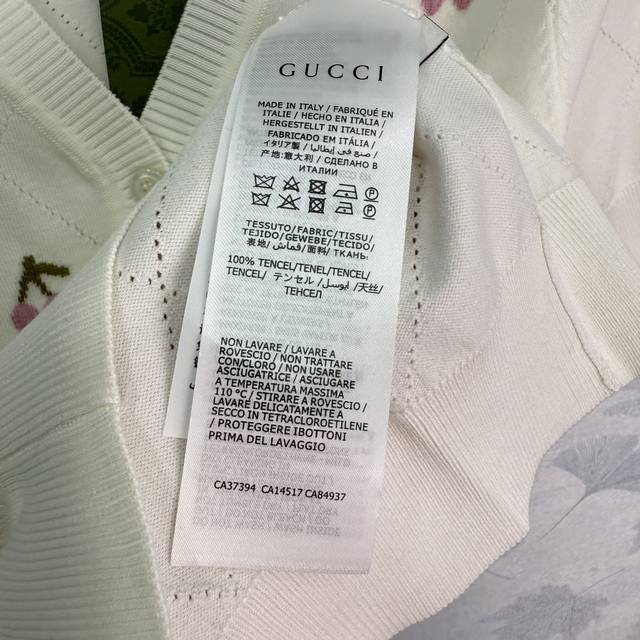 GUCCI
MADE IN ITALY / FABRIQUÉ EN
ITALIE / HECHO EN ITALIA /
HERGESTELLT IN ITALIEN /
FABRICADO EM ITÁLIA /
イタリア製 / صنع في إيطاليا /
产地:意大利 / СДЕЛАНО В
ИТАЛИИ
TESSUTO/FABRIC/TISSU/
TEJIDO/GEWEBE/TECIDO/
表地/قماش/面料/ ТКАНЬ:
100% TENCEL/TENEL/TENCEL/
TENCEL/ テンセル /ايوسل/天丝/
ТЕНСЕЛ
NON LAVARE / LAVARE A
ROVESCIO / NON TRATTARE
CON/CLORO / NON USARE
ASCIUGATRICE / ASCIUGARE
A TEMPERATURA MASSIMA
110 °C / STIRARE A ROVESCIO /
LAVARE DELICATAMENTE A
SECCO IN TETRACLOROETILENE
/ PROTEGGERE IBOTTONI
PRIMA DEL LAVAGGIO
CA37394 CA14517 CA84937